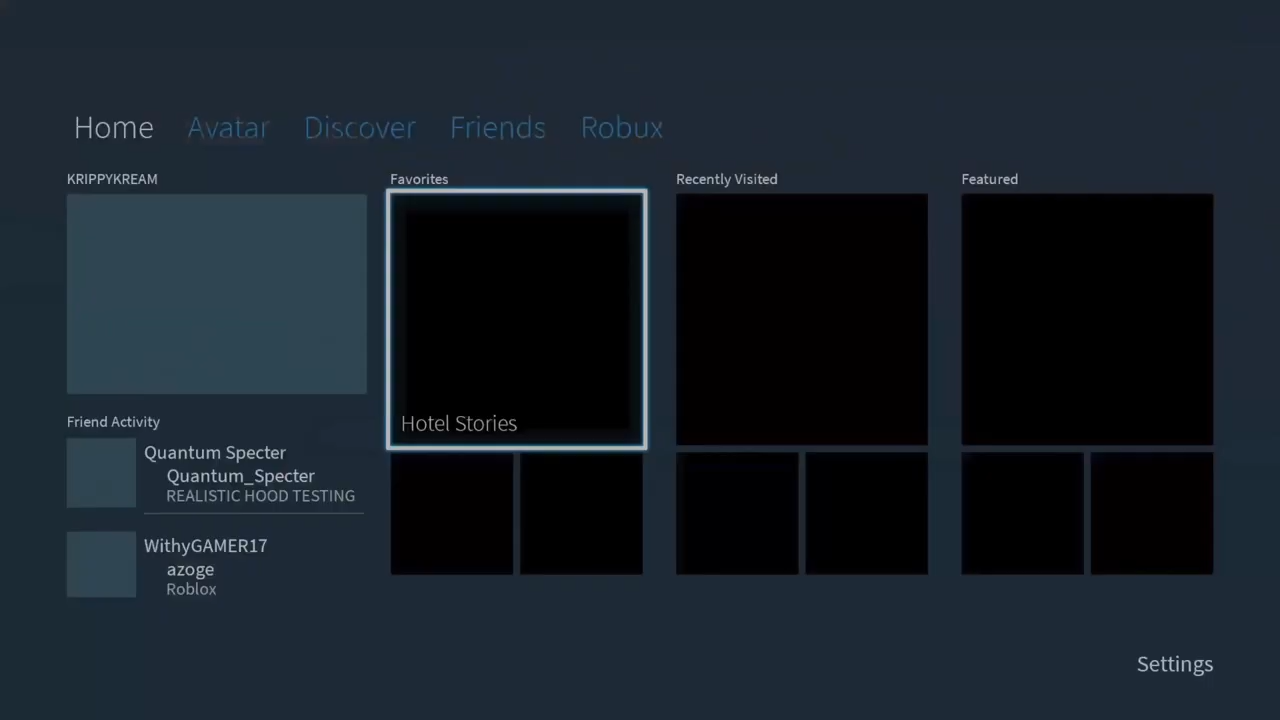 Home Avatar Discover Friends Robux
KRIPPYKREAM
Favorites
Recently Visited
Featured
Hotel Stories
Friend Activity
Quantum Specter
Quantum_Specter
REALISTIC HOOD TESTING
WithyGAMER17
azoge
Roblox
Settings